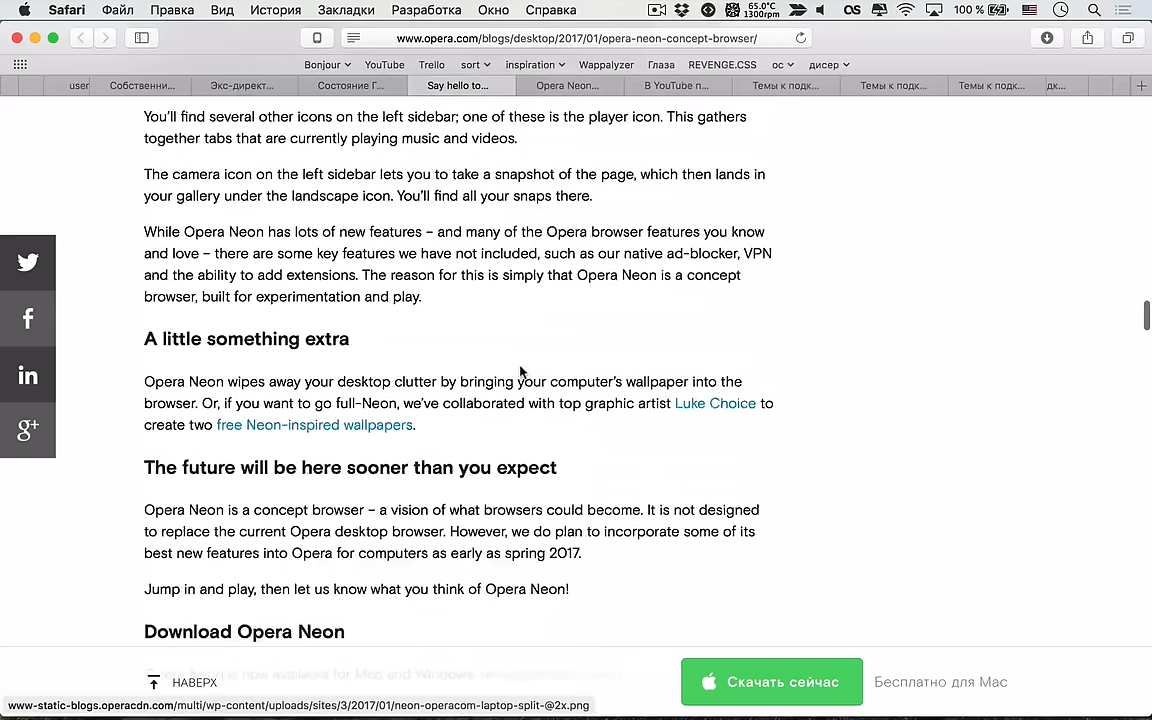 Safari Файл Правка Вид История Закладки Разработка Окно Справка 65.0°C 1300rpm 100 %
www.opera.com/blogs/desktop/2017/01/opera-neon-concept-browser/
Bonjour YouTube Trello sort inspiration Wappalyzer Глаза REVENGE.CSS ос дисер
user Собственни... Экс-директ... Состояние Г... Say hello to... Opera Neon... В YouTube п... Темы к подк... Темы к подк... Темы к подк... дк...
You'll find several other icons on the left sidebar; one of these is the player icon. This gathers
together tabs that are currently playing music and videos.
The camera icon on the left sidebar lets you to take a snapshot of the page, which then lands in
your gallery under the landscape icon. You'll find all your snaps there.
While Opera Neon has lots of new features – and many of the Opera browser features you know
and love – there are some key features we have not included, such as our native ad-blocker, VPN
and the ability to add extensions. The reason for this is simply that Opera Neon is a concept
browser, built for experimentation and play.
A little something extra
Opera Neon wipes away your desktop clutter by bringing your computer's wallpaper into the
browser. Or, if you want to go full-Neon, we've collaborated with top graphic artist Luke Choice to
create two free Neon-inspired wallpapers.
The future will be here sooner than you expect
Opera Neon is a concept browser – a vision of what browsers could become. It is not designed
to replace the current Opera desktop browser. However, we do plan to incorporate some of its
best new features into Opera for computers as early as spring 2017.
Jump in and play, then let us know what you think of Opera Neon!
Download Opera Neon
НАВЕРХ
Скачать сейчас
Бесплатно для Mac
www-static-blogs.operacdn.com/multi/wp-content/uploads/sites/3/2017/01/neon-operacom-laptop-split-@2x.png